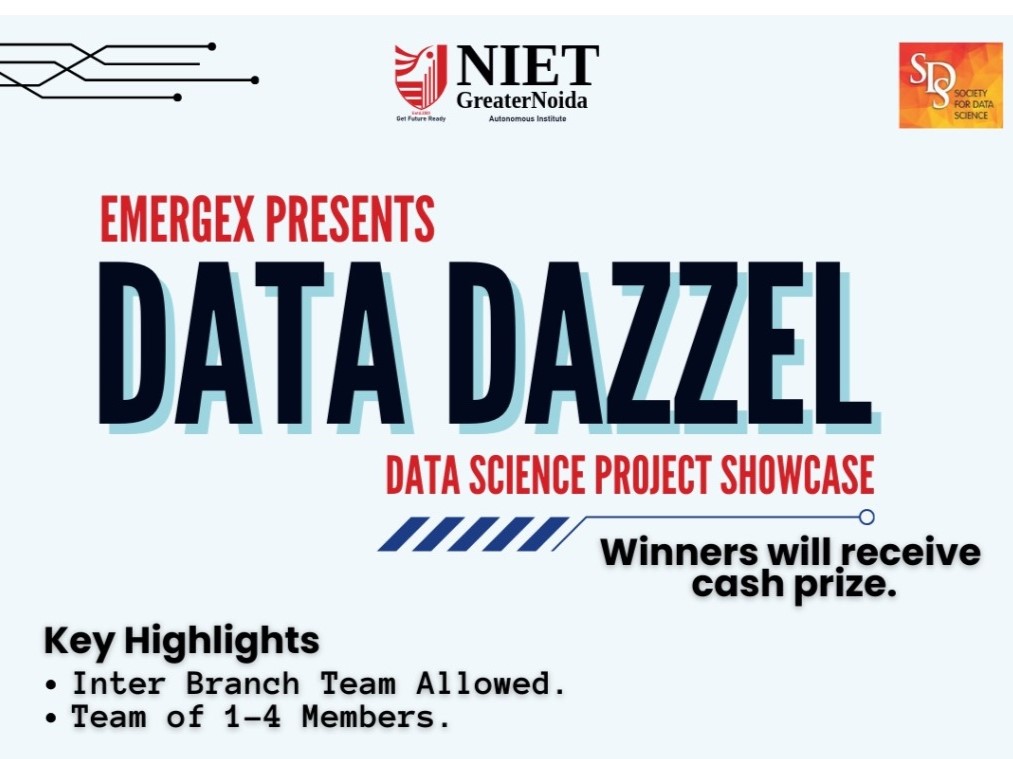 NIET
GreaterNoida
Get Future Ready
Autonomous Institute
SDS
SOCIETY
FOR DATA
SCIENCE
EMERGEX PRESENTS
DATA DAZZEL
DATA SCIENCE PROJECT SHOWCASE
Winners will receive
cash prize.
Key Highlights
• Inter Branch Team Allowed.
• Team of 1-4 Members.